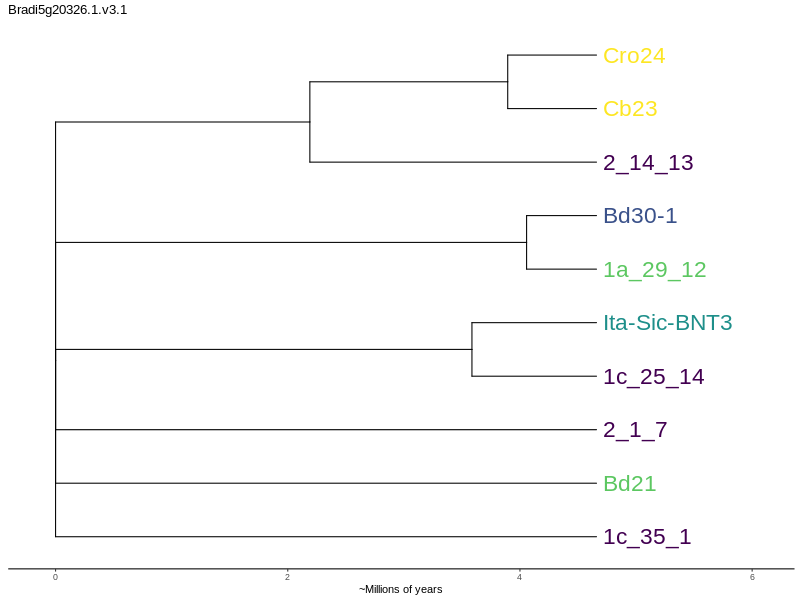 Bradi5g20326.1.v3.1
Cro24
Cb23
2_14_13
Bd30-1
1a_29_12
Ita-Sic-BNT3
1c_25_14
2_1_7
Bd21
1c_35_1
0 2 4 6
~Millions of years